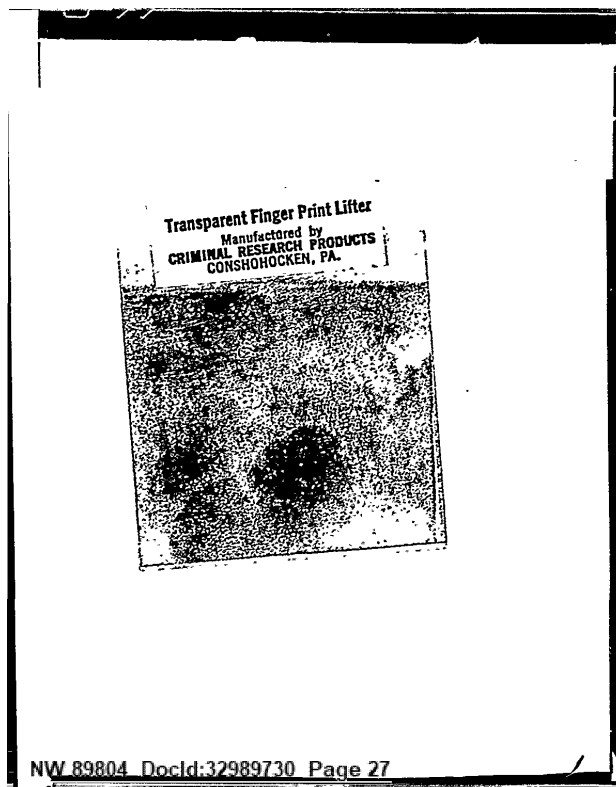 Transparent Finger Print Lifter
Manufactured by
CRIMINAL RESEARCH PRODUCTS
CONSHOHOCKEN, PA.
NW 89804 DocId:32989730 Page 27